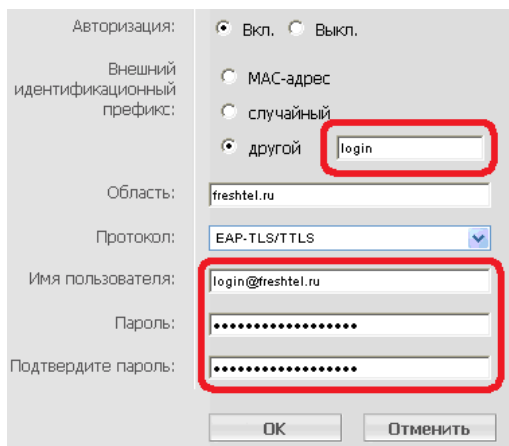 Авторизация: Вкл. Выкл.
Внешний
идентификационный
префикс:
MAC-адрес
случайный
другой login
Область: freshtel.ru
Протокол: EAP-TLS/TTLS
Имя пользователя: login@freshtel.ru
Пароль: ••••••••••••••••••
Подтвердите пароль: ••••••••••••••••••
OK Отменить